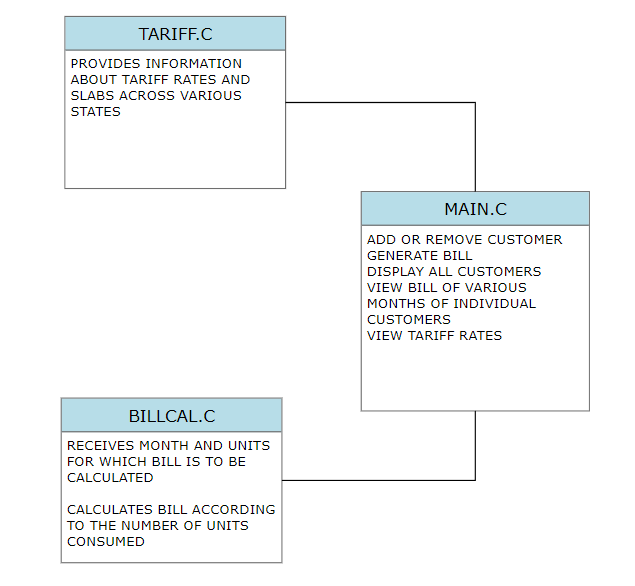 TARIFF.C
PROVIDES INFORMATION
ABOUT TARIFF RATES AND
SLABS ACROSS VARIOUS
STATES
MAIN.C
ADD OR REMOVE CUSTOMER
GENERATE BILL
DISPLAY ALL CUSTOMERS
VIEW BILL OF VARIOUS
MONTHS OF INDIVIDUAL
CUSTOMERS
VIEW TARIFF RATES
BILLCAL.C
RECEIVES MONTH AND UNITS
FOR WHICH BILL IS TO BE
CALCULATED
CALCULATES BILL ACCORDING
TO THE NUMBER OF UNITS
CONSUMED